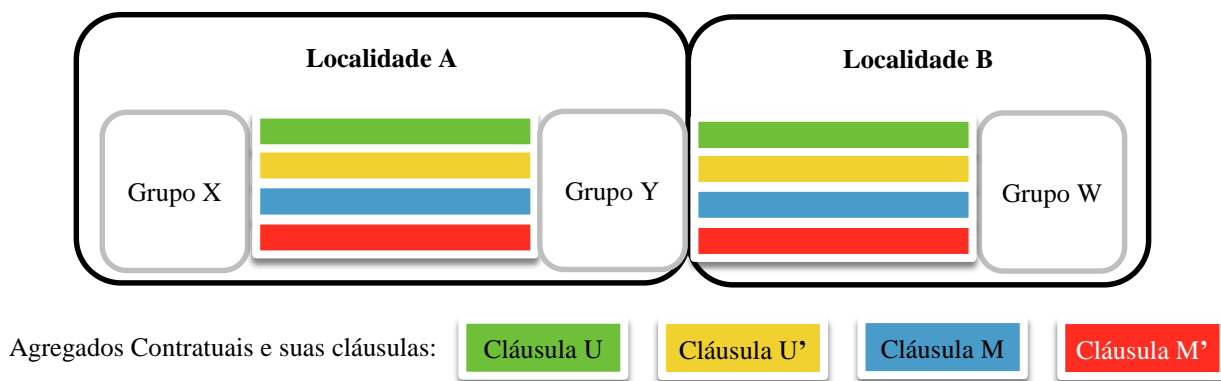 Localidade A
Localidade B
Grupo X
Grupo Y
Grupo W
Agregados Contratuais e suas cláusulas:
Cláusula U
Cláusula U’
Cláusula M
Cláusula M’